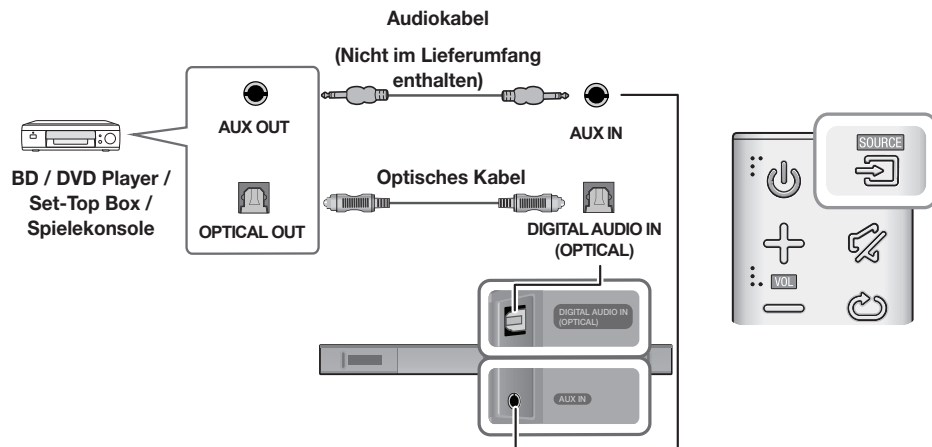 Audiokabel
(Nicht im Lieferumfang
enthalten)
AUX OUT
AUX IN
BD / DVD Player /
Set-Top Box /
Spielekonsole
Optisches Kabel
OPTICAL OUT
DIGITAL AUDIO IN
(OPTICAL)
DIGITAL AUDIO IN
(OPTICAL)
AUX IN
SOURCE
VOL